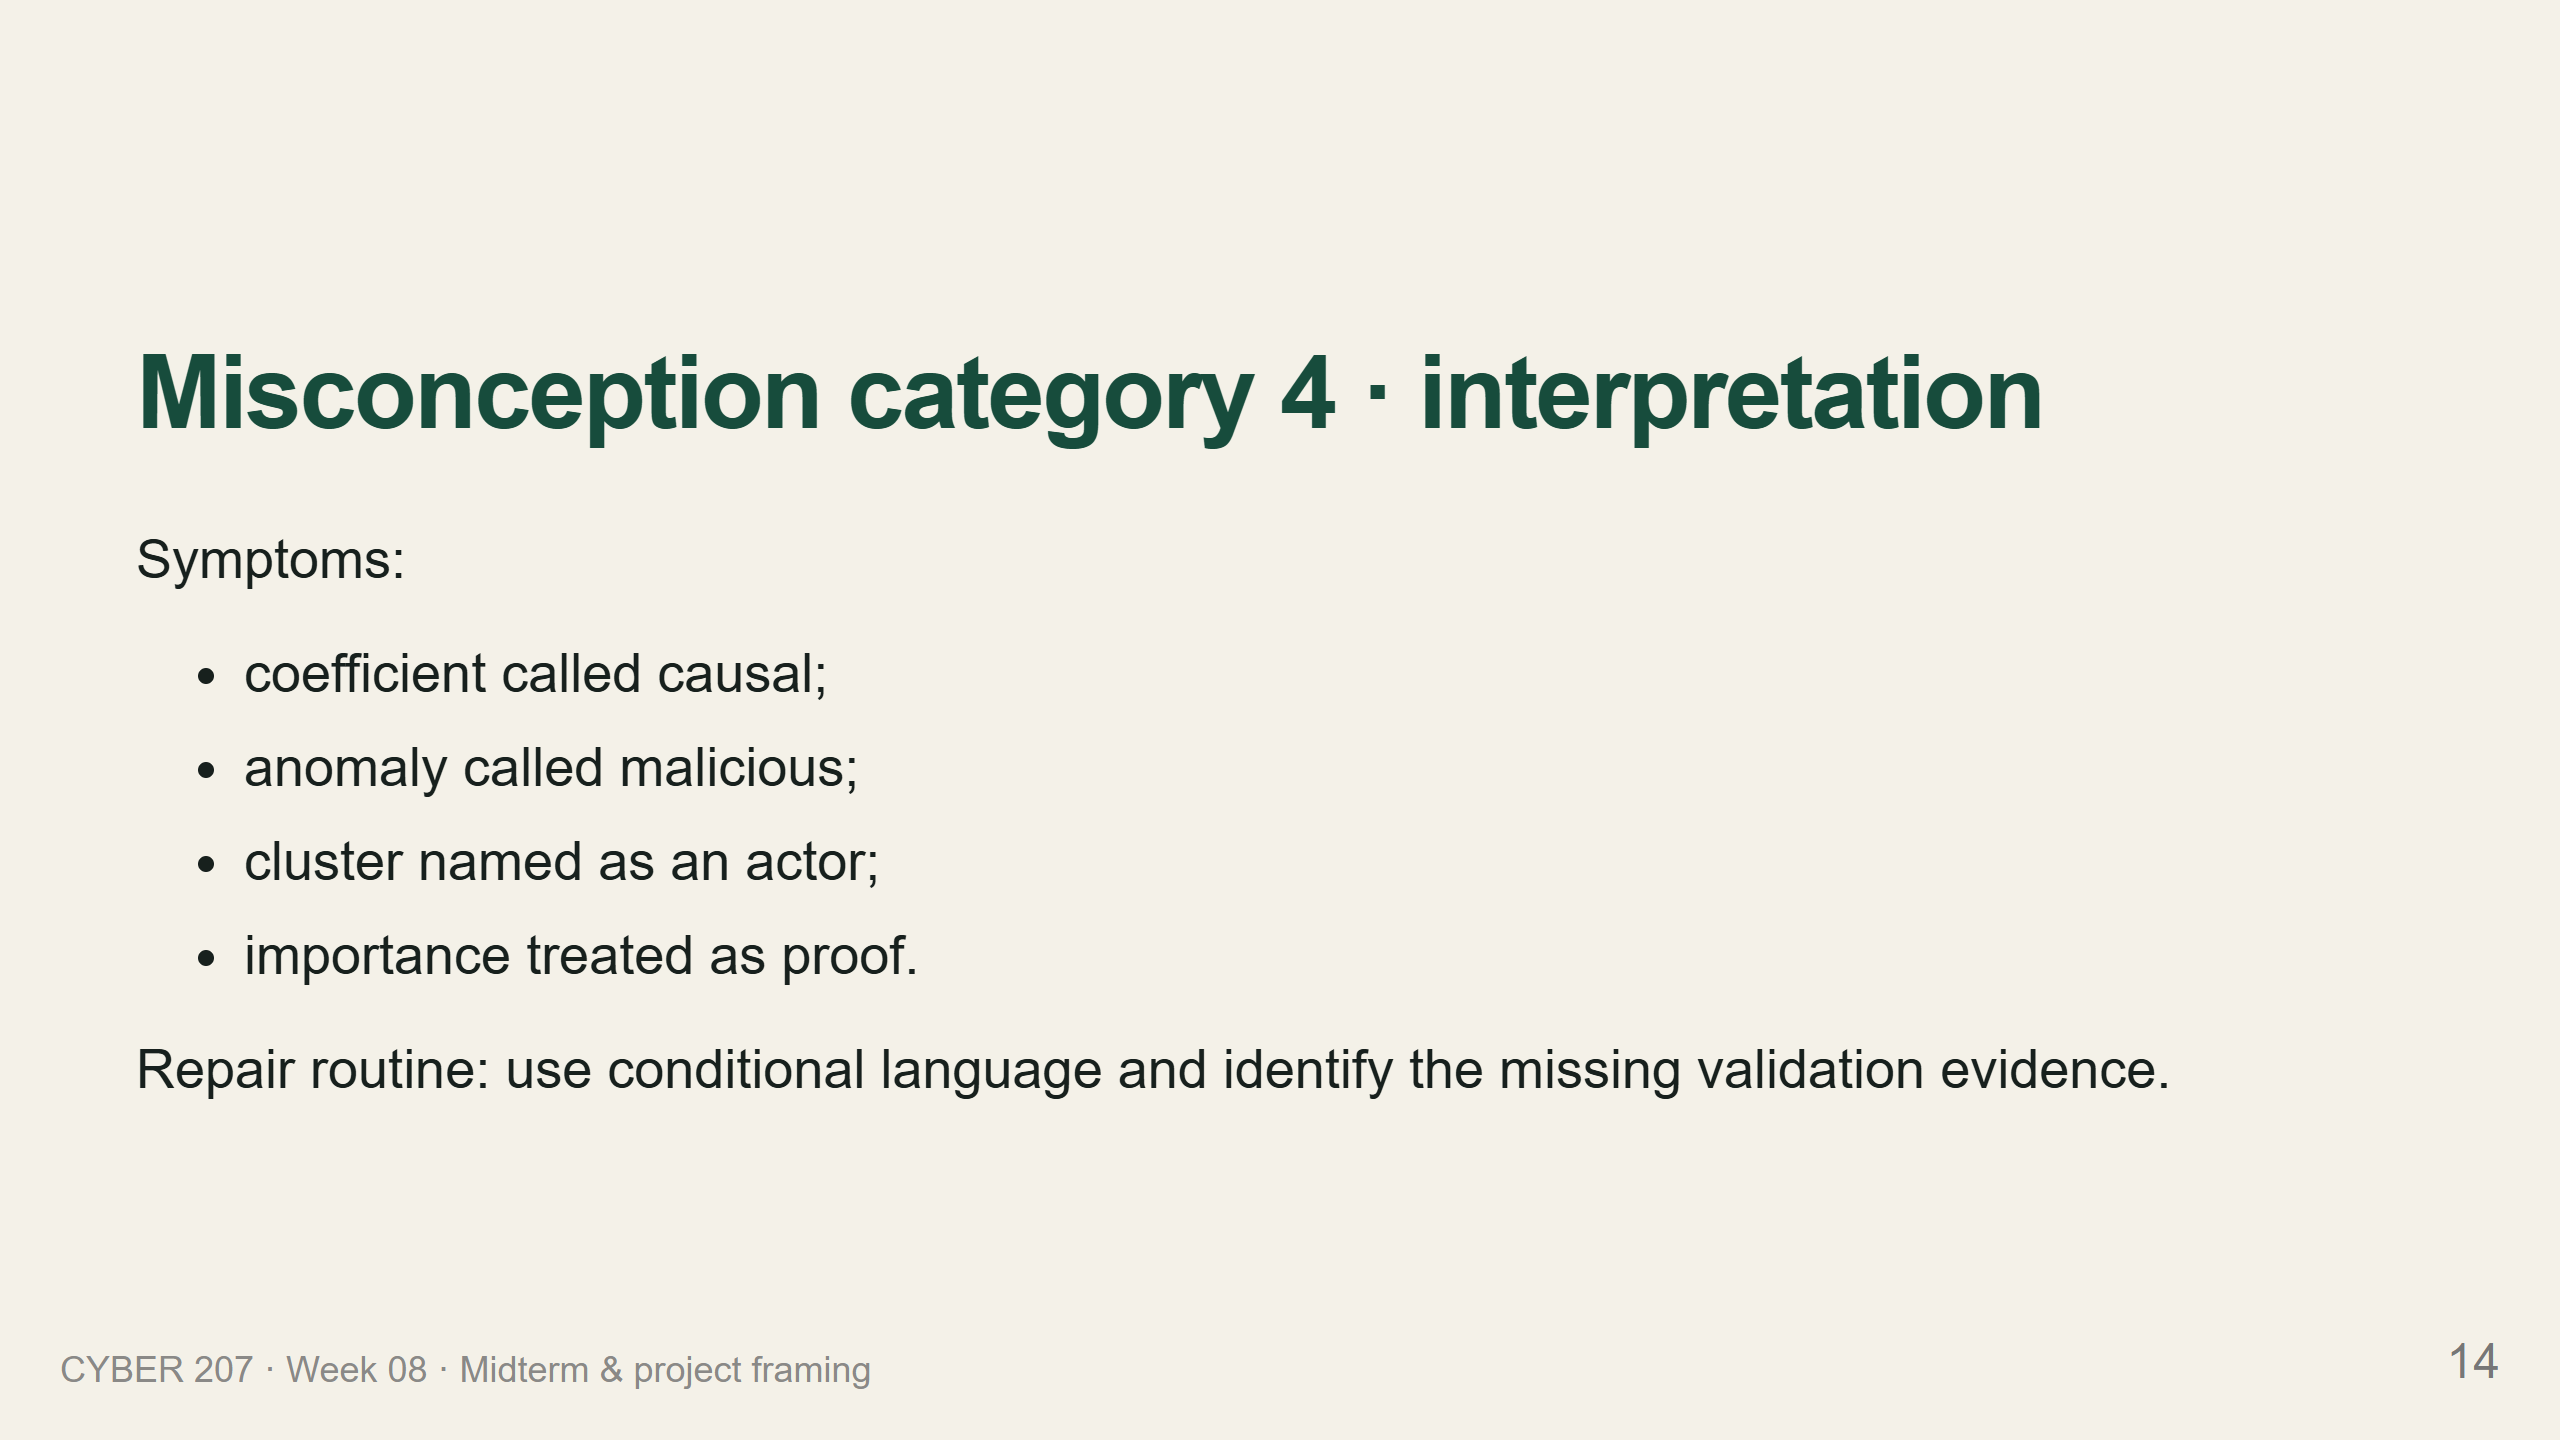 Misconception category 4 · interpretation
Symptoms:
• coefficient called causal;
• anomaly called malicious;
• cluster named as an actor;
• importance treated as proof.
Repair routine: use conditional language and identify the missing validation evidence.
CYBER 207 · Week 08 · Midterm & project framing
14